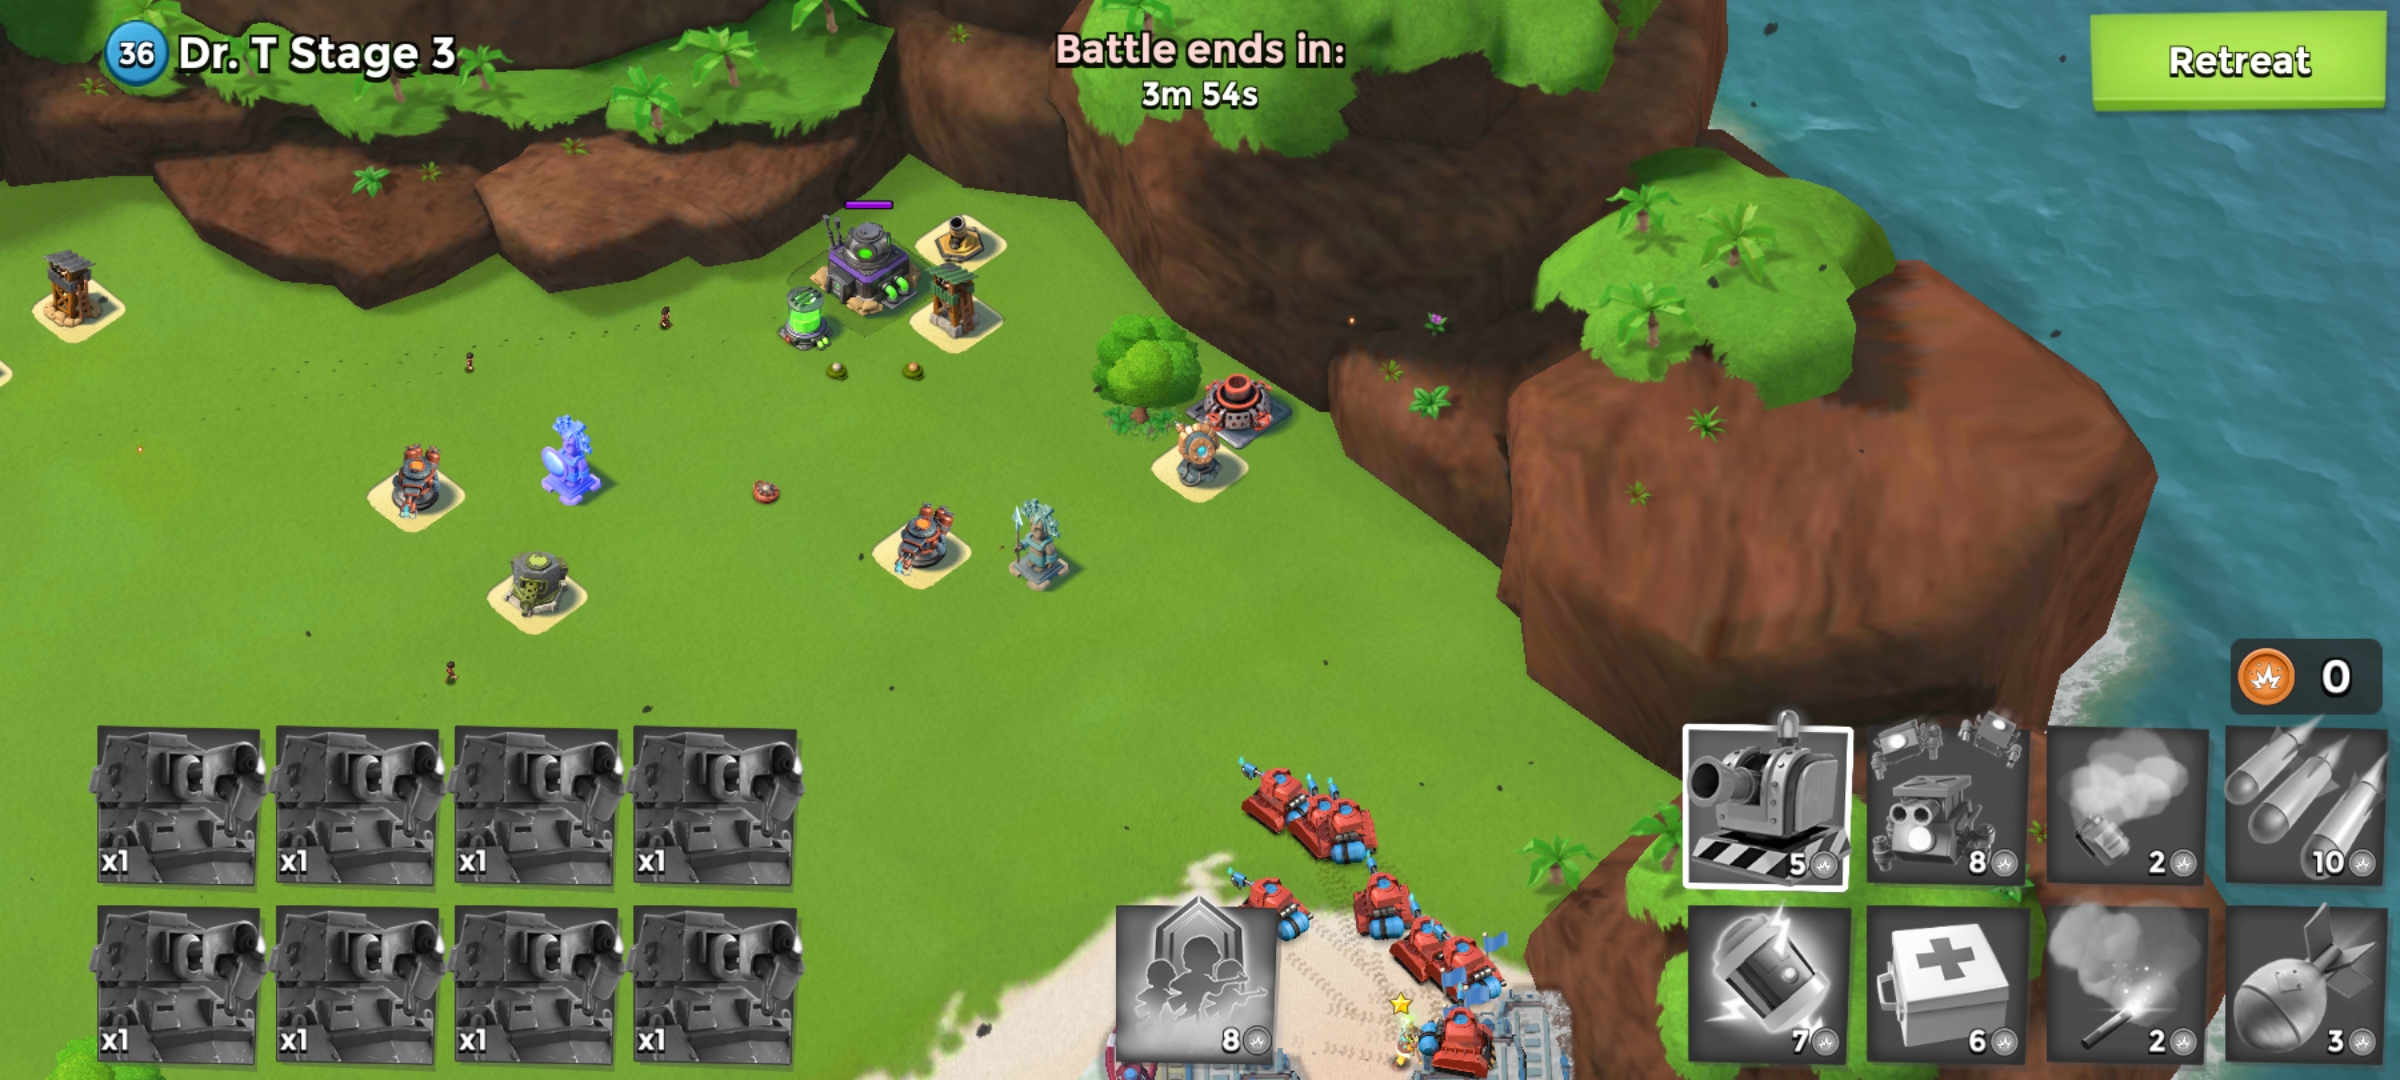 36 Dr. T Stage 3
Battle ends in:
3m 54s
Retreat
0
x1 x1 x1 x1
5 8 2 10
x1 x1 x1 x1
8
7 6 2 3